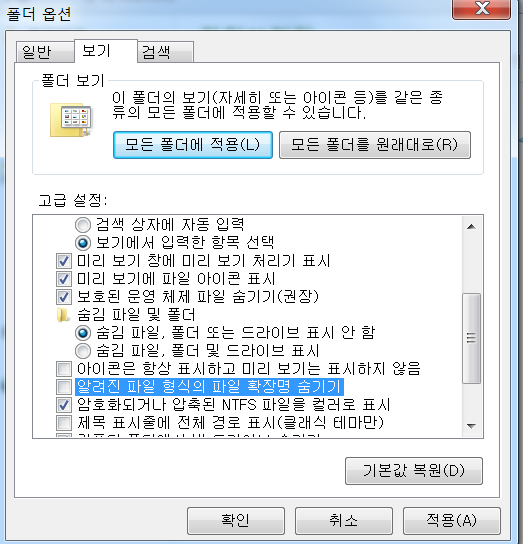 폴더 옵션
일반
보기
검색
폴더 보기
이 폴더의 보기(자세히 또는 아이콘 등)를 같은 종
류의 모든 폴더에 적용할 수 있습니다.
모든 폴더에 적용(L)
모든 폴더를 원래대로(R)
고급 설정:
검색 상자에 자동 입력
보기에서 입력한 항목 선택
미리 보기 창에 미리 보기 처리기 표시
미리 보기에 파일 아이콘 표시
보호된 운영 체제 파일 숨기기(권장)
숨김 파일 및 폴더
숨김 파일, 폴더 또는 드라이브 표시 안 함
숨김 파일, 폴더 및 드라이브 표시
아이콘은 항상 표시하고 미리 보기는 표시하지 않음
알려진 파일 형식의 파일 확장명 숨기기
암호화되거나 압축된 NTFS 파일을 컬러로 표시
제목 표시줄에 전체 경로 표시(클래식 테마만)
기본값 복원(D)
확인
취소
적용(A)